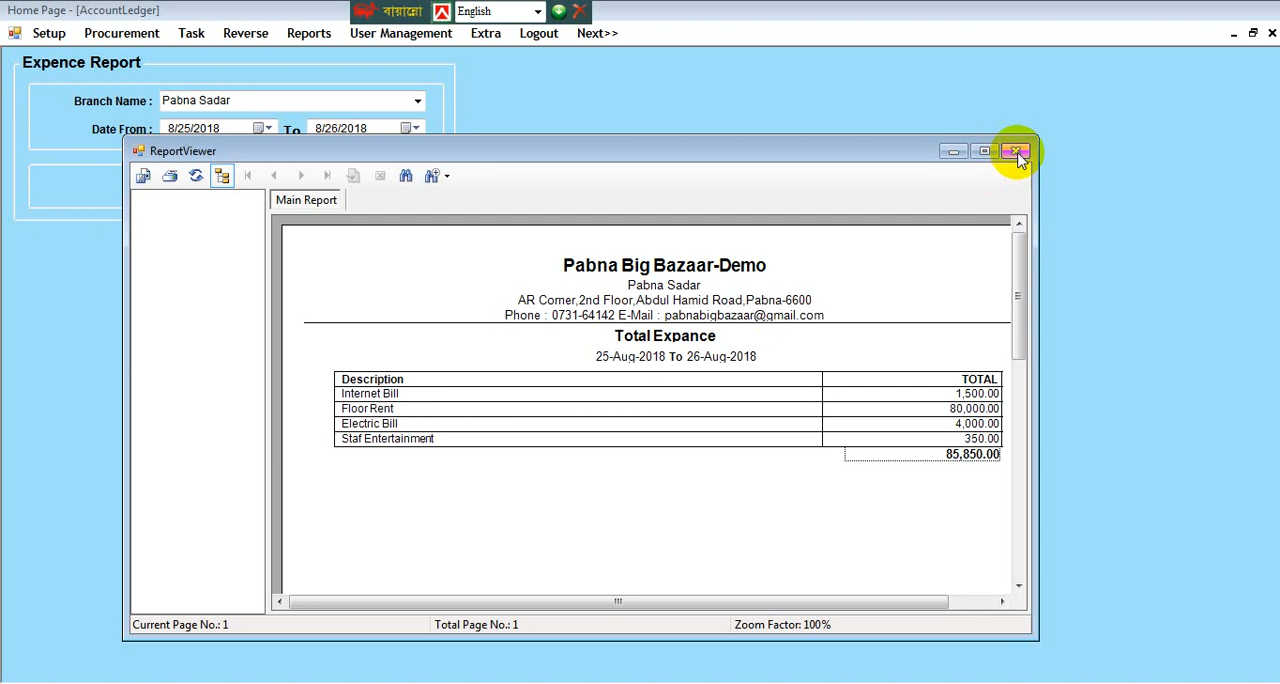 Home Page - [AccountLedger]
বায়ান্নো English
Setup Procurement Task Reverse Reports User Management Extra Logout Next>>
Expence Report
Branch Name : Pabna Sadar
Date From : 8/25/2018 To 8/26/2018
ReportViewer
Main Report
Pabna Big Bazaar-Demo
Pabna Sadar
AR Corner,2nd Floor,Abdul Hamid Road,Pabna-6600
Phone : 0731-64142 E-Mail : pabnabigbazaar@gmail.com
Total Expance
25-Aug-2018 To 26-Aug-2018
Description TOTAL
Internet Bill 1,500.00
Floor Rent 80,000.00
Electric Bill 4,000.00
Staf Entertainment 350.00
85,850.00
Current Page No.: 1 Total Page No.: 1 Zoom Factor: 100%